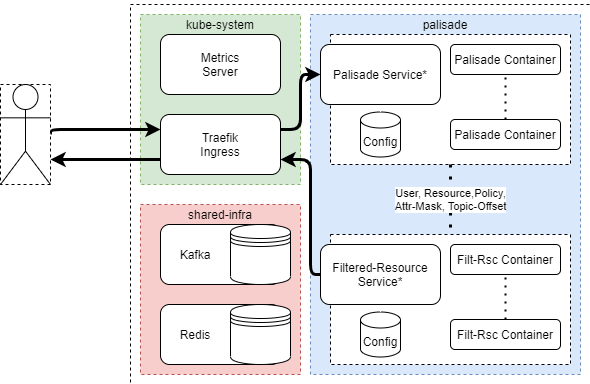 kube-system
palisade
Metrics
Server
Palisade Service*
Palisade Container
Traefik
Ingress
Config
Palisade Container
User, Resource,Policy,
Attr-Mask, Topic-Offset
shared-infra
Kafka
Filtered-Resource
Service*
Filt-Rsc Container
Redis
Config
Filt-Rsc Container